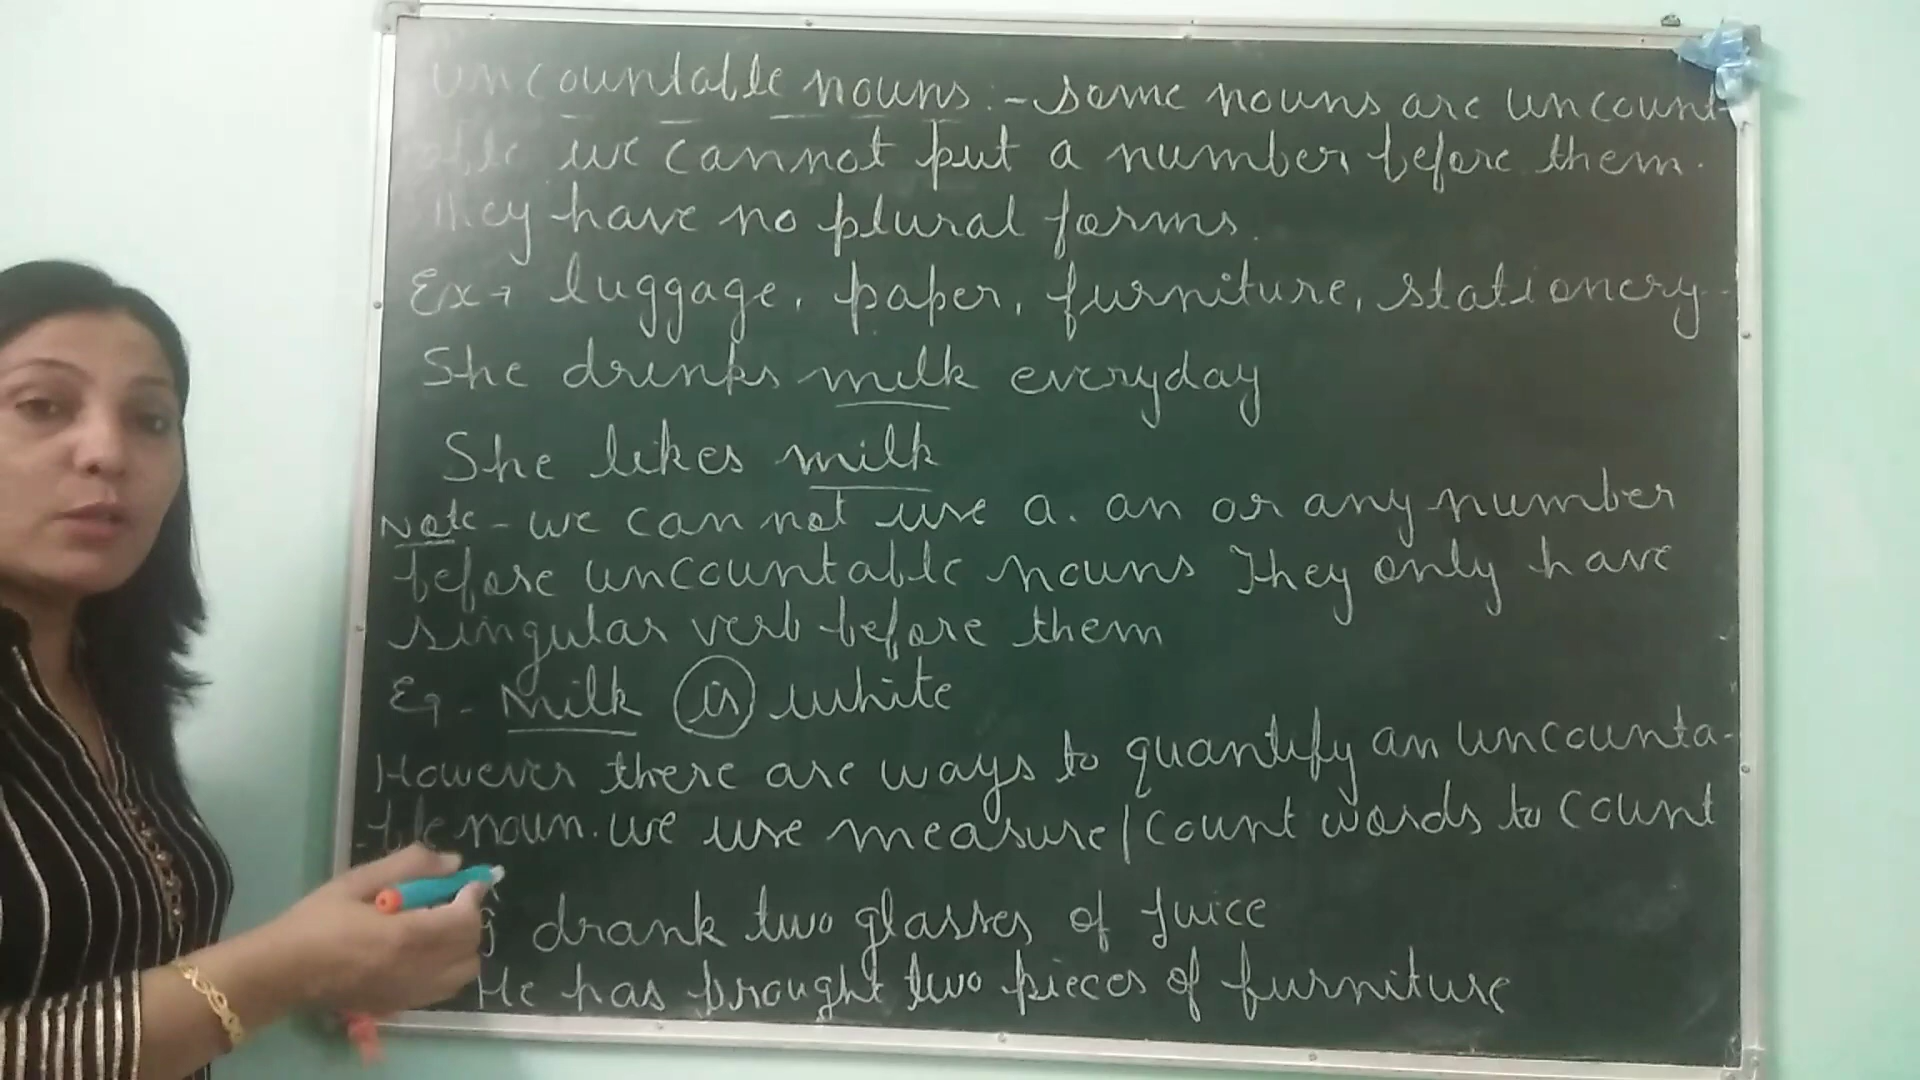 uncountable nouns :- some nouns are uncount-
able we cannot put a number before them.
They have no plural forms.
Ex→ luggage, paper, furniture, stationery
She drinks milk everyday
She likes milk
Note - we can not use a. an or any number
before uncountable nouns They only have
singular verb before them
Eg - Milk is white
However there are ways to quantify an uncounta-
-ble noun. we use measure/count words to count
drank two glasses of Juice
He has brought two pieces of furniture